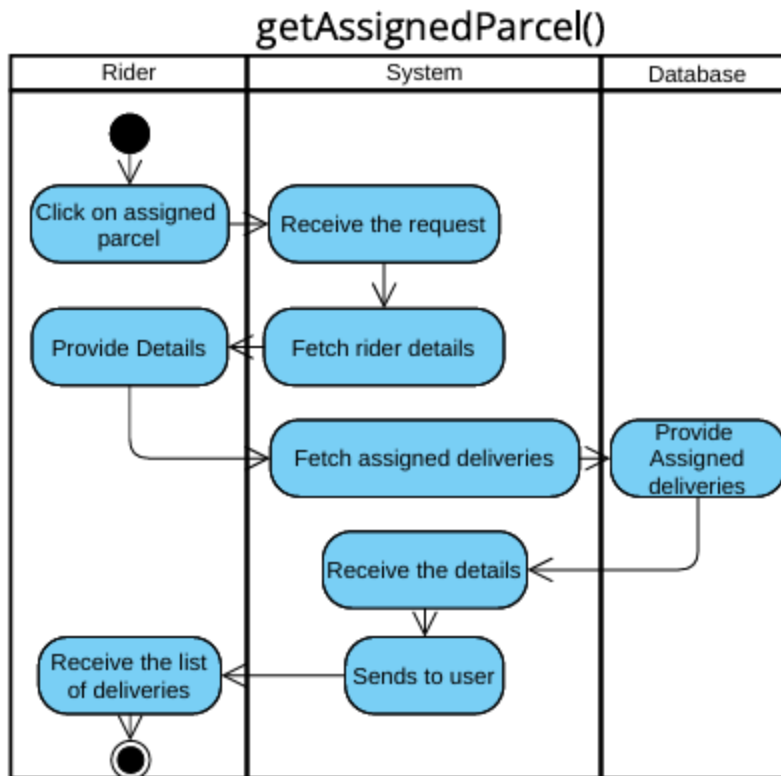 getAssignedParcel()
Rider
System
Database
Click on assigned
parcel
Receive the request
Provide Details
Fetch rider details
Fetch assigned deliveries
Provide
Assigned
deliveries
Receive the details
Receive the list
of deliveries
Sends to user